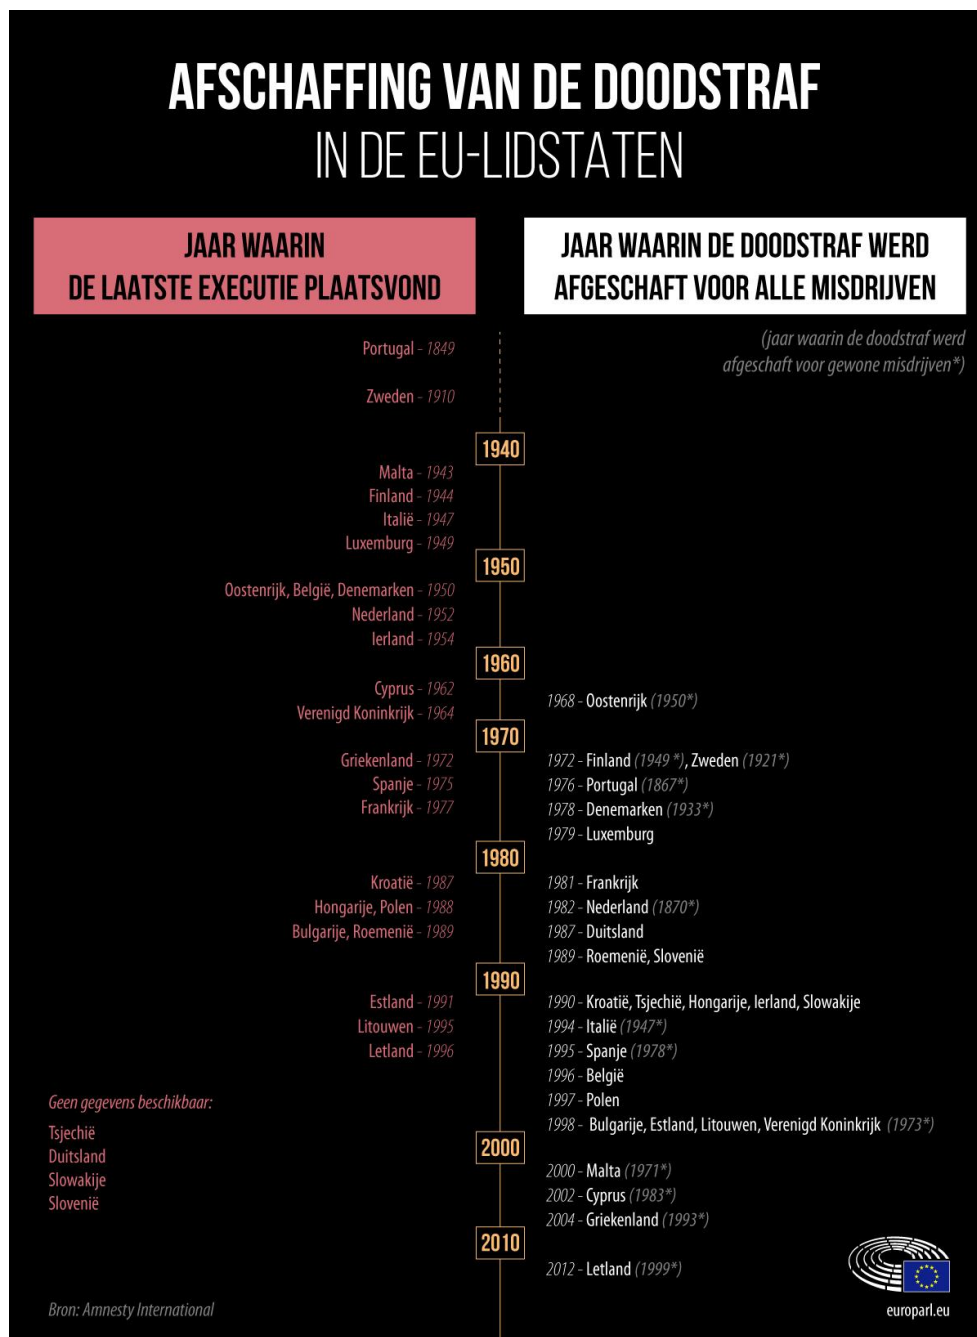 AFSCHAFFING VAN DE DOODSTRAF
IN DE EU-LIDSTATEN
JAAR WAARIN
DE LAATSTE EXECUTIE PLAATSVOND
JAAR WAARIN DE DOODSTRAF WERD
AFGESCHAFT VOOR ALLE MISDRIJVEN
(jaar waarin de doodstraf werd
afgeschaft voor gewone misdrijven*)
Portugal - 1849
Zweden - 1910
1940
Malta - 1943
Finland - 1944
Italië - 1947
Luxemburg - 1949
1950
Oostenrijk, België, Denemarken - 1950
Nederland - 1952
Ierland - 1954
1960
Cyprus - 1962
Verenigd Koninkrijk - 1964
1968 - Oostenrijk (1950*)
1970
Griekenland - 1972
Spanje - 1975
Frankrijk - 1977
1972 - Finland (1949 *), Zweden (1921*)
1976 - Portugal (1867*)
1978 - Denemarken (1933*)
1979 - Luxemburg
1980
Kroatië - 1987
Hongarije, Polen - 1988
Bulgarije, Roemenië - 1989
1981 - Frankrijk
1982 - Nederland (1870*)
1987 - Duitsland
1989 - Roemenië, Slovenië
1990
Estland - 1991
Litouwen - 1995
Letland - 1996
1990 - Kroatië, Tsjechië, Hongarije, Ierland, Slowakije
1994 - Italië (1947*)
1995 - Spanje (1978*)
1996 - België
1997 - Polen
1998 - Bulgarije, Estland, Litouwen, Verenigd Koninkrijk (1973*)
Geen gegevens beschikbaar:
Tsjechië
Duitsland
Slowakije
Slovenië
2000
2000 - Malta (1971*)
2002 - Cyprus (1983*)
2004 - Griekenland (1993*)
2010
2012 - Letland (1999*)
Bron: Amnesty International
europarl.eu